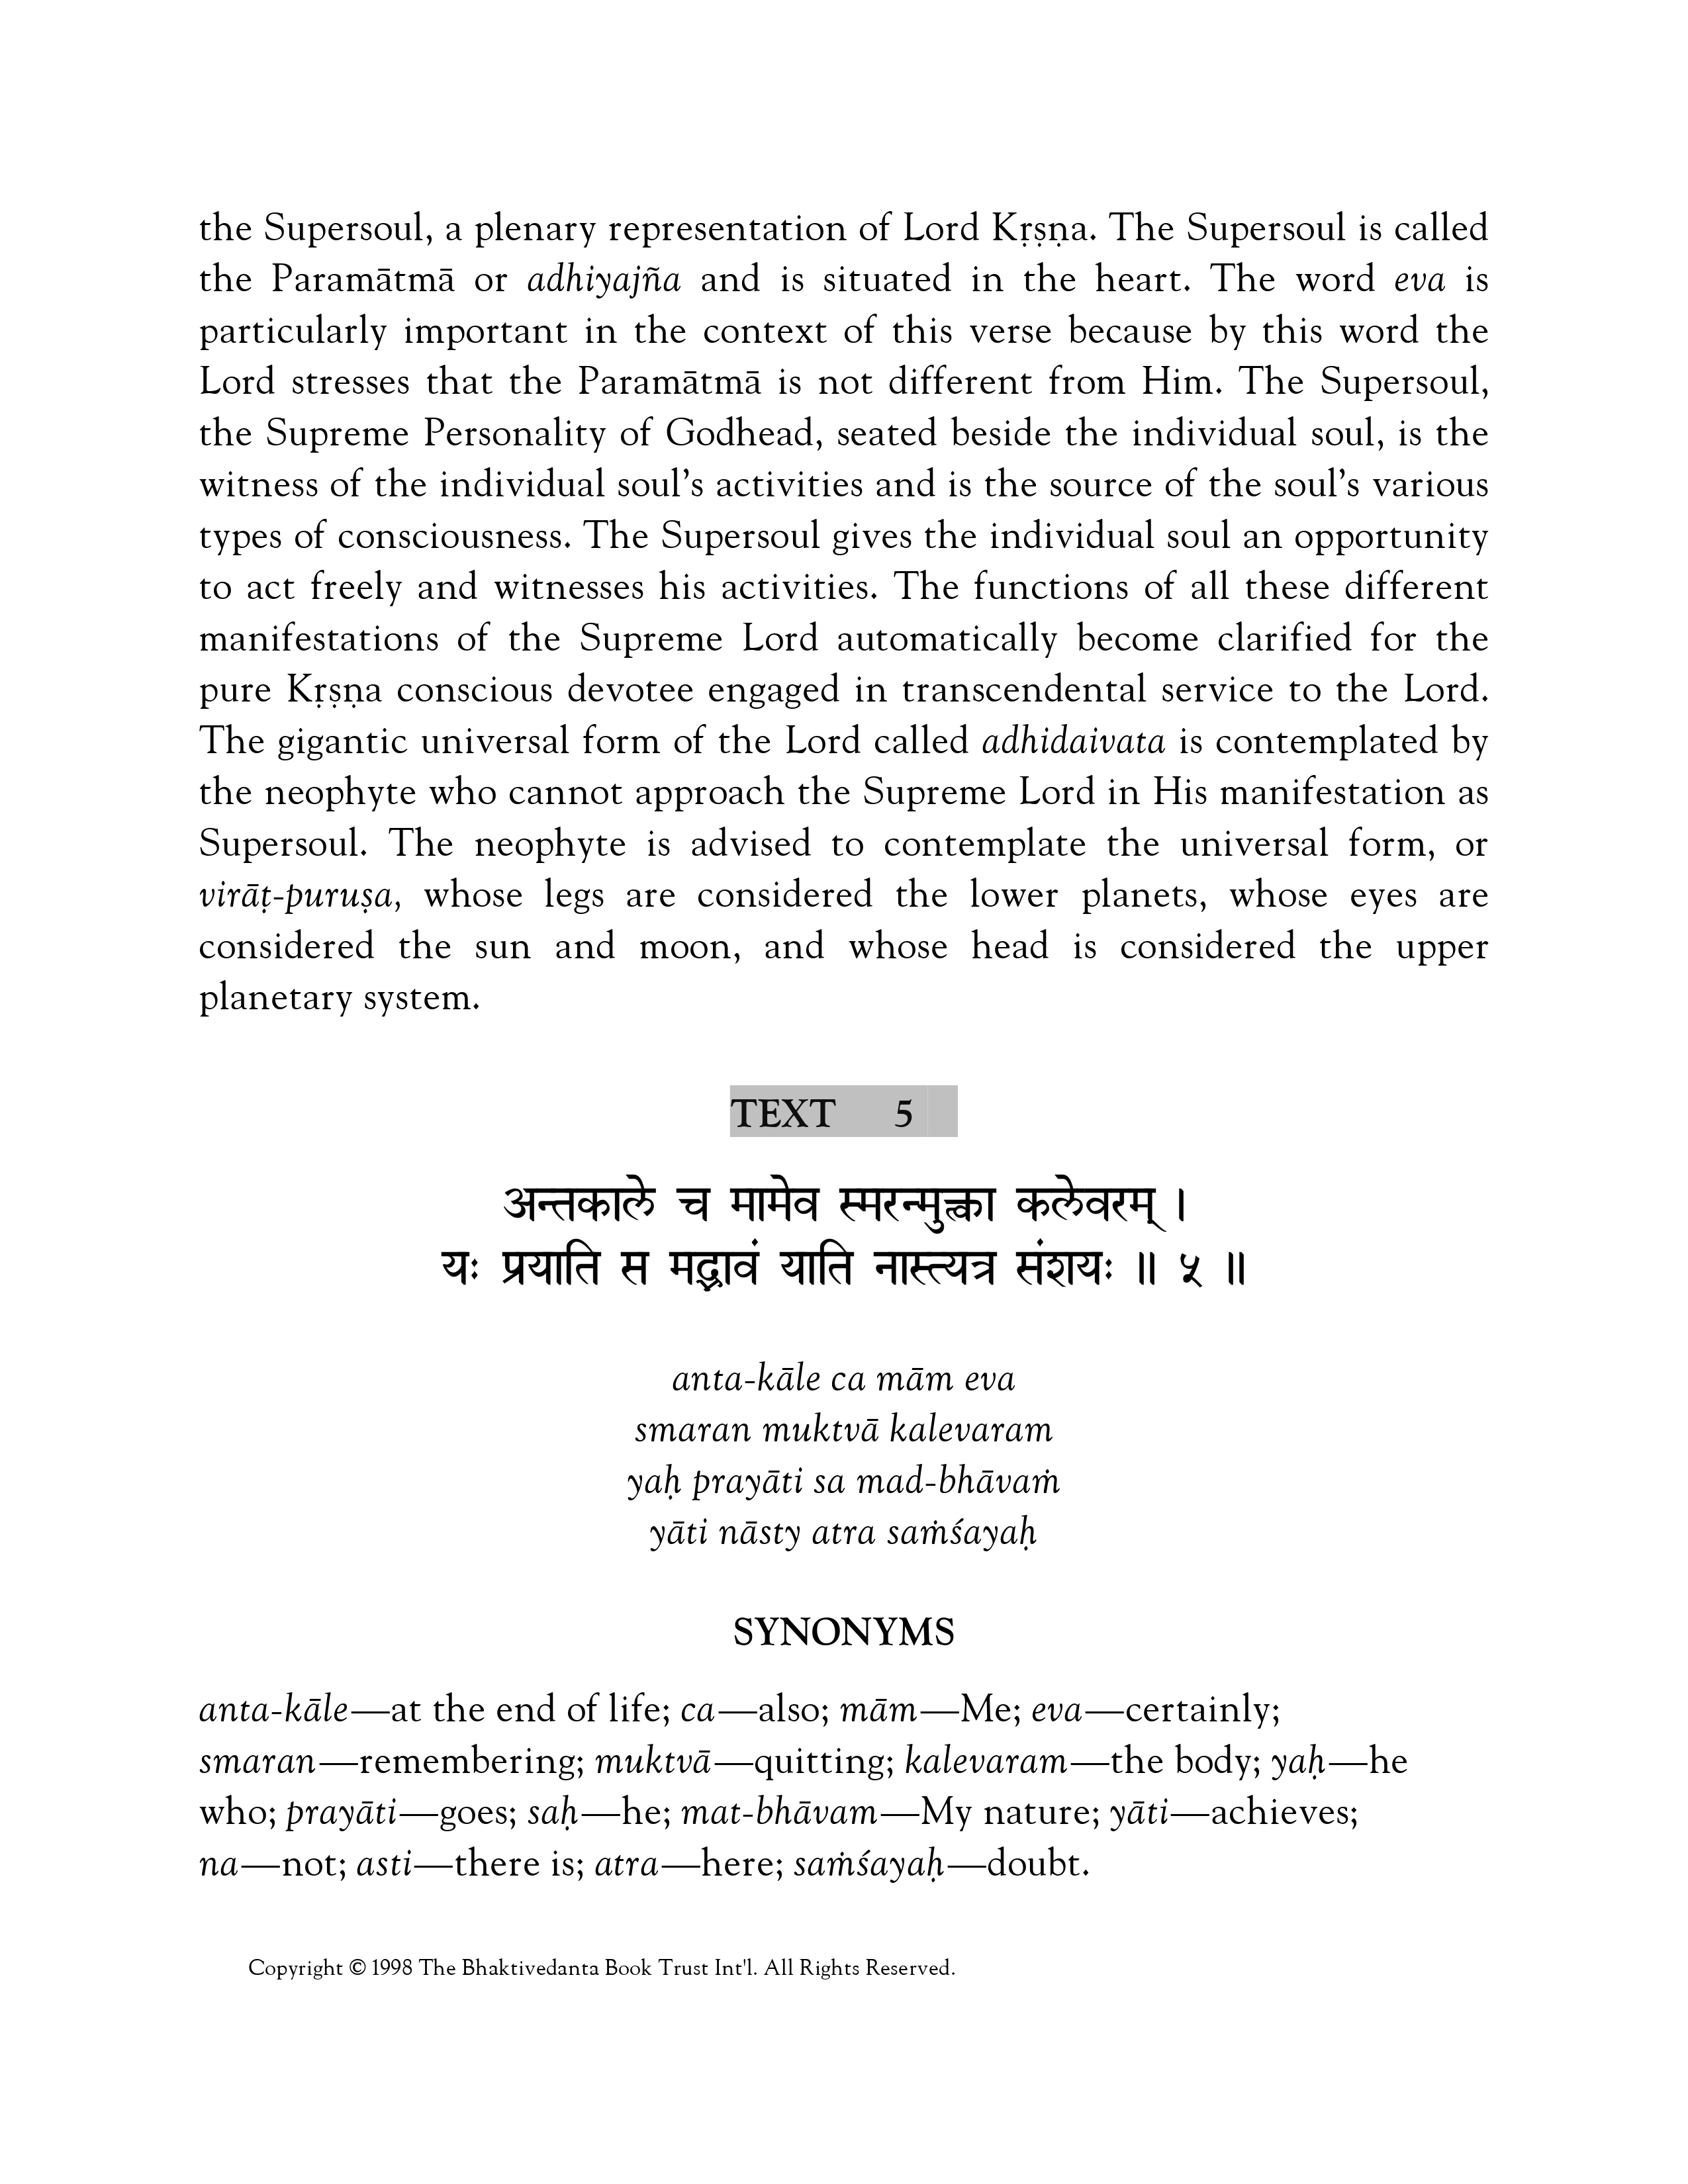 the Supersoul, a plenary representation of Lord Kṛṣṇa. The Supersoul is called
the Paramātmā or adhiyajña and is situated in the heart. The word eva is
particularly important in the context of this verse because by this word the
Lord stresses that the Paramātmā is not different from Him. The Supersoul,
the Supreme Personality of Godhead, seated beside the individual soul, is the
witness of the individual soul’s activities and is the source of the soul’s various
types of consciousness. The Supersoul gives the individual soul an opportunity
to act freely and witnesses his activities. The functions of all these different
manifestations of the Supreme Lord automatically become clarified for the
pure Kṛṣṇa conscious devotee engaged in transcendental service to the Lord.
The gigantic universal form of the Lord called adhidaivata is contemplated by
the neophyte who cannot approach the Supreme Lord in His manifestation as
Supersoul. The neophyte is advised to contemplate the universal form, or
virāṭ-puruṣa, whose legs are considered the lower planets, whose eyes are
considered the sun and moon, and whose head is considered the upper
planetary system.
TEXT 5
अन्तकाले च मामेव स्मरन्मुक्त्वा कलेवरम् ।
यः प्रयाति स मद्भावं याति नास्त्यत्र संशयः ॥ ५ ॥
anta-kāle ca mām eva
smaran muktvā kalevaram
yaḥ prayāti sa mad-bhāvaṁ
yāti nāsty atra saṁśayaḥ
SYNONYMS
anta-kāle—at the end of life; ca—also; mām—Me; eva—certainly;
smaran—remembering; muktvā—quitting; kalevaram—the body; yaḥ—he
who; prayāti—goes; saḥ—he; mat-bhāvam—My nature; yāti—achieves;
na—not; asti—there is; atra—here; saṁśayaḥ—doubt.
Copyright © 1998 The Bhaktivedanta Book Trust Int'l. All Rights Reserved.